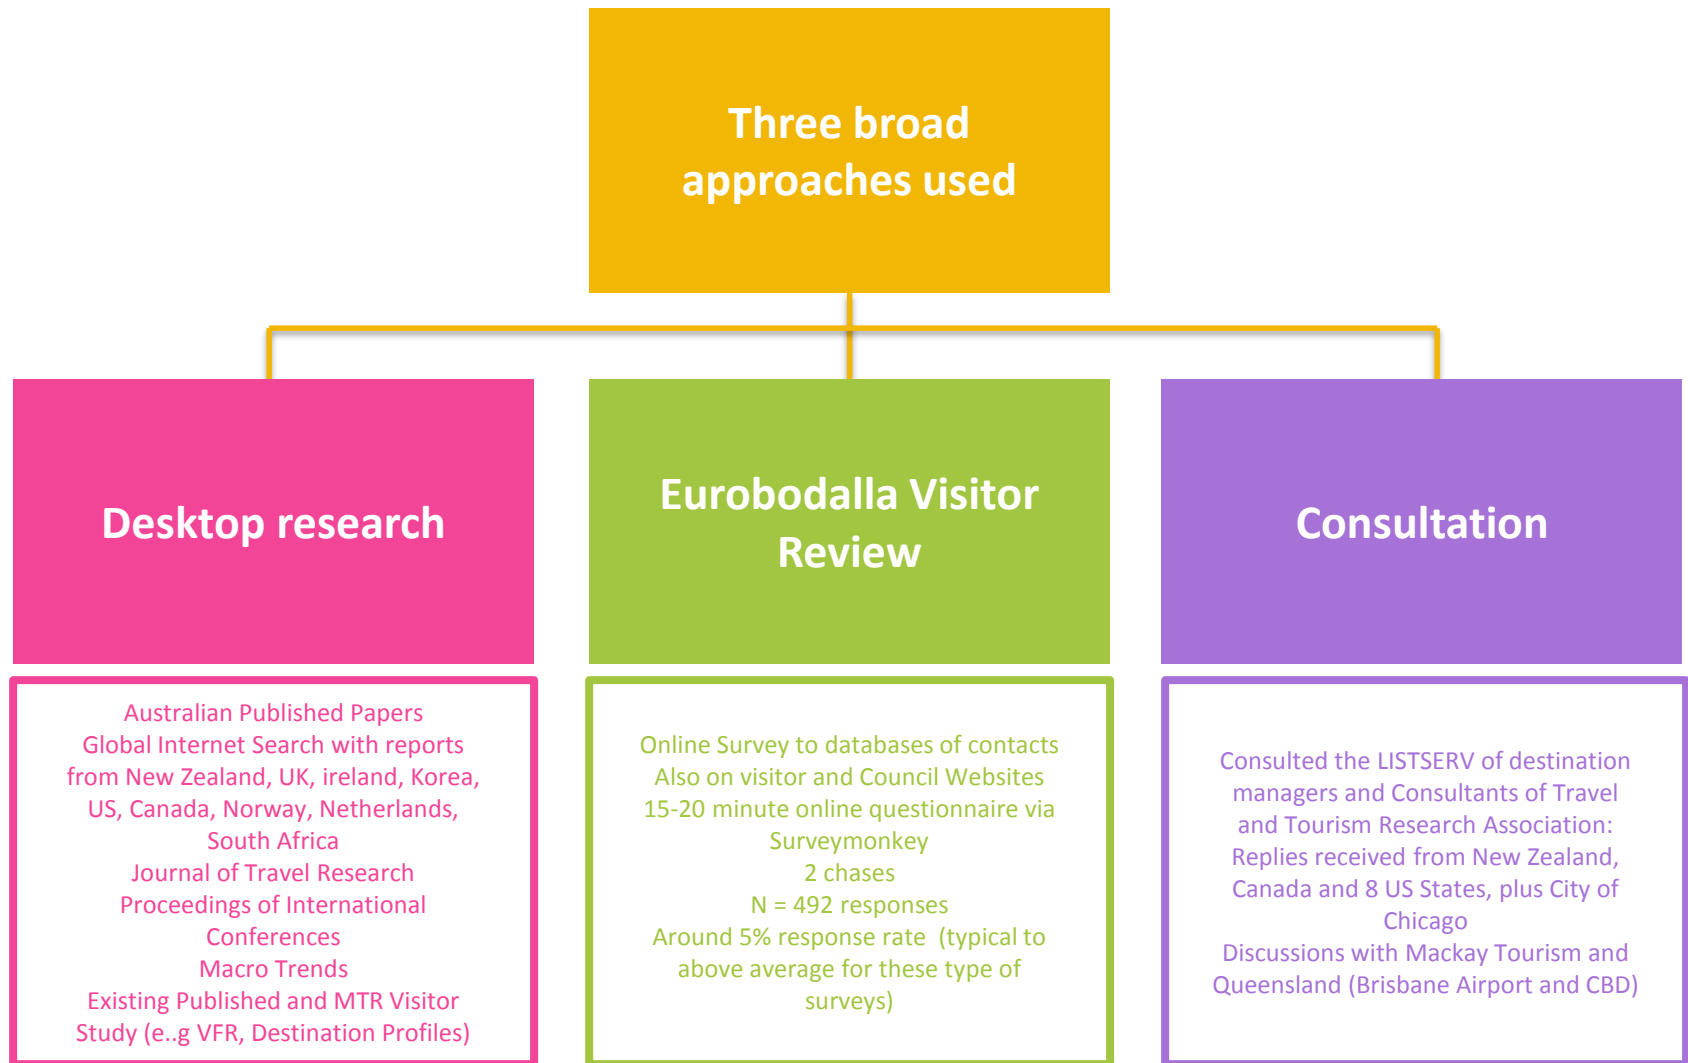 Three broad
approaches used
Desktop research
Eurobodalla Visitor
Review
Consultation
Australian Published Papers
Global Internet Search with reports
from New Zealand, UK, ireland, Korea,
US, Canada, Norway, Netherlands,
South Africa
Journal of Travel Research
Proceedings of International
Conferences
Macro Trends
Existing Published and MTR Visitor
Study (e..g VFR, Destination Profiles)
Online Survey to databases of contacts
Also on visitor and Council Websites
15-20 minute online questionnaire via
Surveymonkey
2 chases
N = 492 responses
Around 5% response rate  (typical to
above average for these type of
surveys)
Consulted the LISTSERV of destination
managers and Consultants of Travel
and Tourism Research Association:
Replies received from New Zealand,
Canada and 8 US States, plus City of
Chicago
Discussions with Mackay Tourism and
Queensland (Brisbane Airport and CBD)